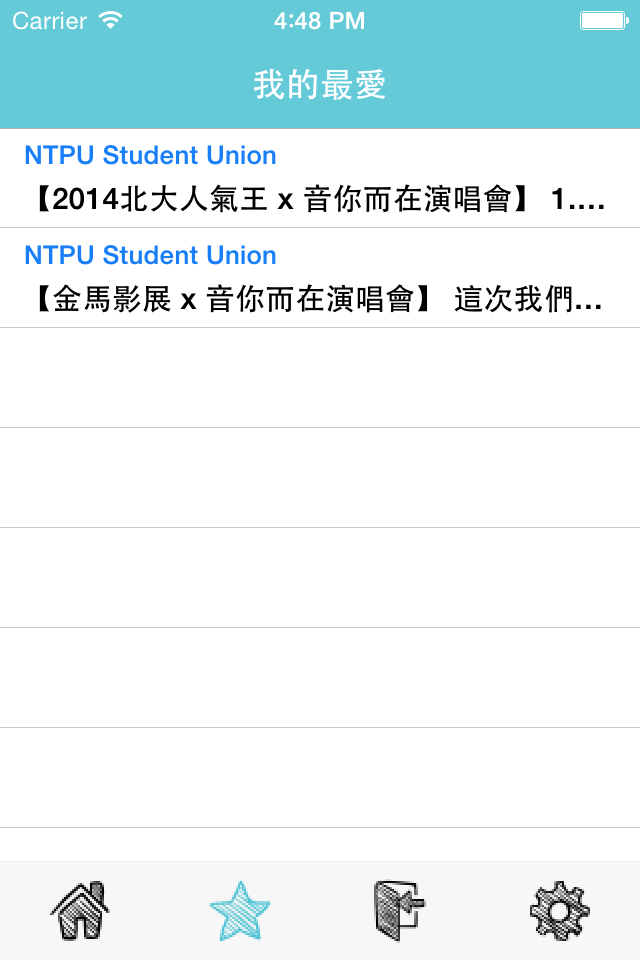 Carrier 4:48 PM
我的最愛
NTPU Student Union
【2014北大人氣王 x 音你而在演唱會】 1....
NTPU Student Union
【金馬影展 x 音你而在演唱會】 這次我們...